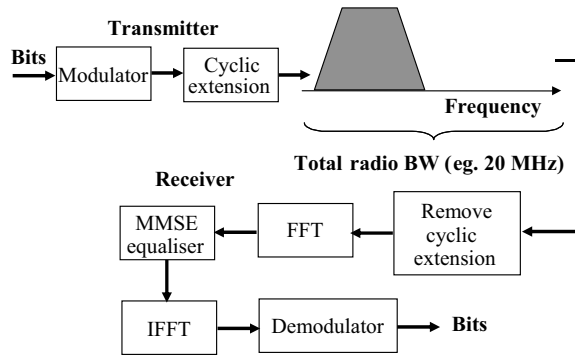 Transmitter
Bits
Modulator
Cyclic
extension
Frequency
Total radio BW (eg. 20 MHz)
Receiver
MMSE
equaliser
FFT
Remove
cyclic
extension
IFFT
Demodulator
Bits